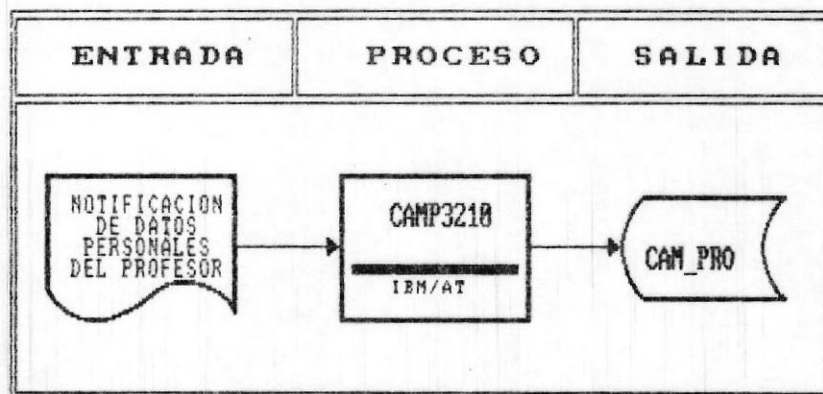 ENTRADA
PROCESO
SALIDA
NOTIFICACION
DE DATOS
PERSONALES
DEL PROFESOR
CAMP3210
IBM/AT
CAM_PRO